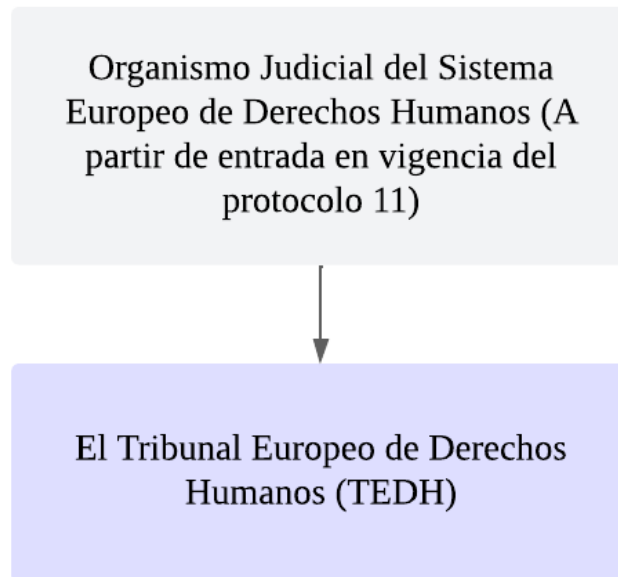 Organismo Judicial del Sistema
Europeo de Derechos Humanos (A
partir de entrada en vigencia del
protocolo 11)
El Tribunal Europeo de Derechos
Humanos (TEDH)